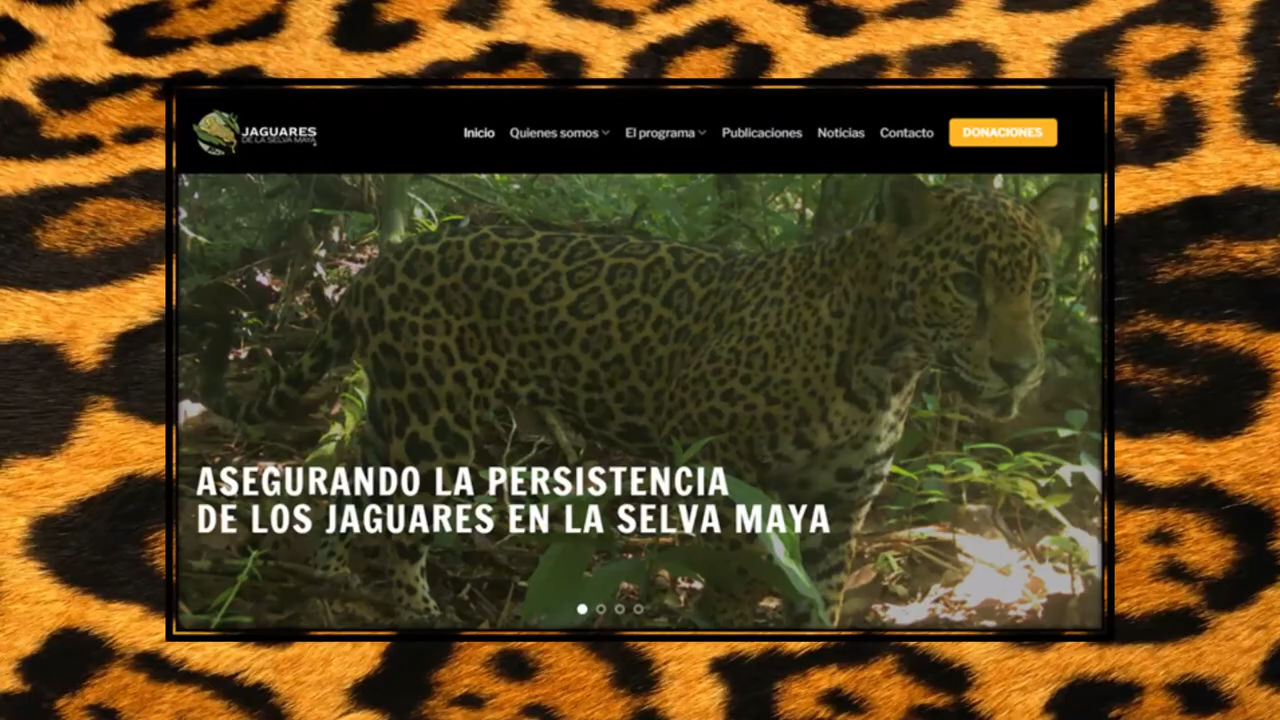 JAGUARES
DE LA SELVA MAYA
Inicio
Quienes somos
El programa
Publicaciones
Noticias
Contacto
DONACIONES
ASEGURANDO LA PERSISTENCIA
DE LOS JAGUARES EN LA SELVA MAYA